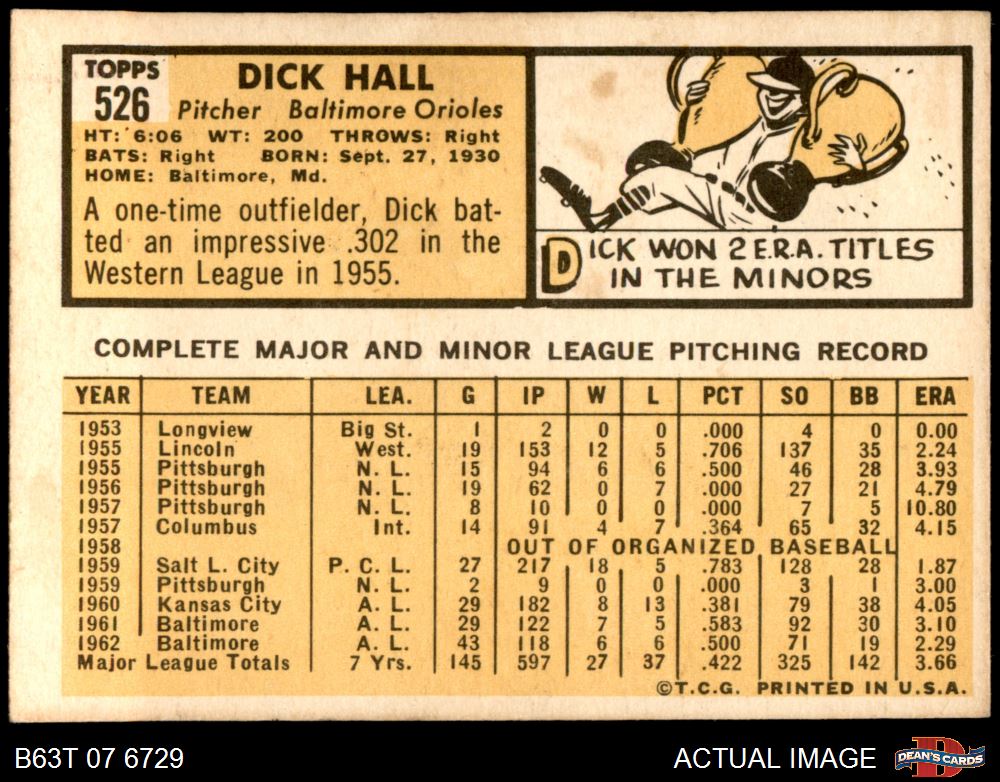 TOPPS
526
DICK HALL
Pitcher Baltimore Orioles
HT: 6:06 WT: 200 THROWS: Right
BATS: Right BORN: Sept. 27, 1930
HOME: Baltimore, Md.
A one-time outfielder, Dick bat-
ted an impressive .302 in the
Western League in 1955.
DICK WON 2 E.R.A. TITLES
IN THE MINORS
COMPLETE MAJOR AND MINOR LEAGUE PITCHING RECORD
YEAR TEAM LEA. G IP W L PCT SO BB ERA
1953 Longview Big St. 1 2 0 0 .000 4 0 0.00
1955 Lincoln West. 19 153 12 5 .706 137 35 2.24
1955 Pittsburgh N. L. 15 94 6 6 .500 46 28 3.93
1956 Pittsburgh N. L. 19 62 0 7 .000 27 21 4.79
1957 Pittsburgh N. L. 8 10 0 0 .000 7 5 10.80
1957 Columbus Int. 14 91 4 7 .364 65 32 4.15
1958 OUT OF ORGANIZED BASEBALL
1959 Salt L. City P. C. L. 27 217 18 5 .783 128 28 1.87
1959 Pittsburgh N. L. 2 9 0 0 .000 3 1 3.00
1960 Kansas City A. L. 29 182 8 13 .381 79 38 4.05
1961 Baltimore A. L. 29 122 7 5 .583 92 30 3.10
1962 Baltimore A. L. 43 118 6 6 .500 71 19 2.29
Major League Totals 7 Yrs. 145 597 27 37 .422 325 142 3.66
©T.C.G. PRINTED IN U.S.A.
B63T 07 6729
ACTUAL IMAGE
DEAN'S CARDS